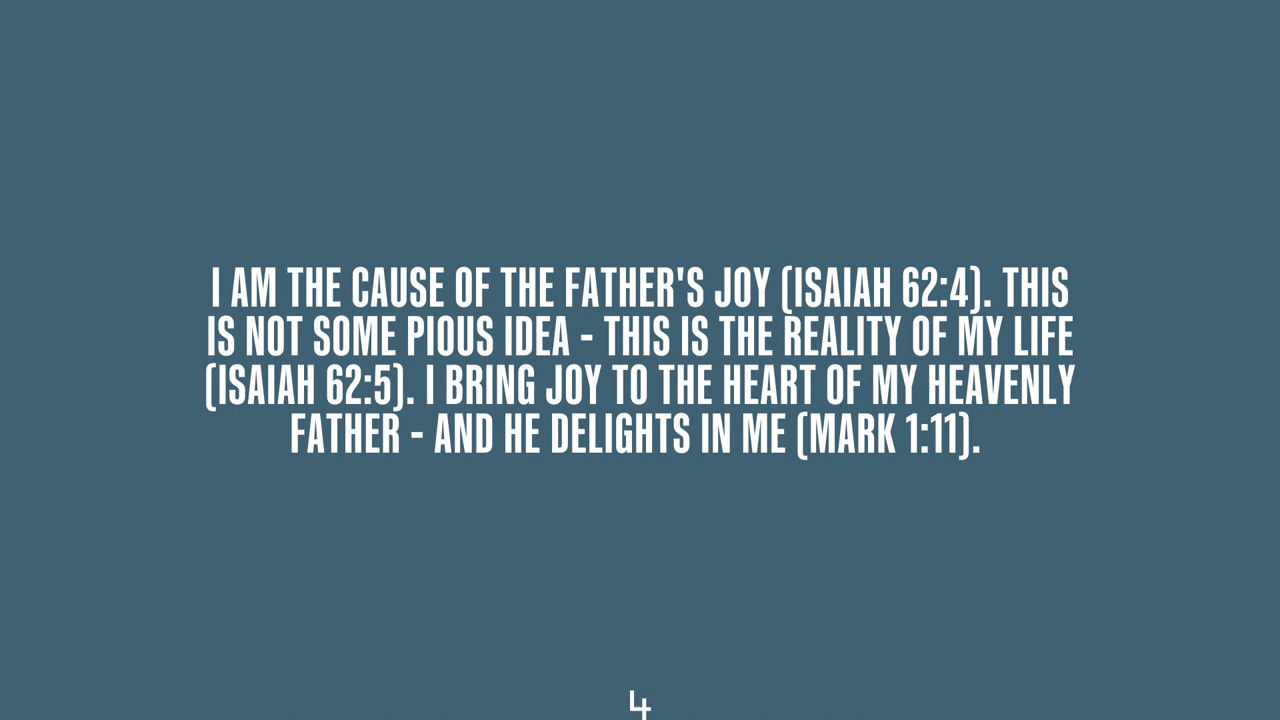 I AM THE CAUSE OF THE FATHER'S JOY (ISAIAH 62:4). THIS
IS NOT SOME PIOUS IDEA - THIS IS THE REALITY OF MY LIFE
(ISAIAH 62:5). I BRING JOY TO THE HEART OF MY HEAVENLY
FATHER - AND HE DELIGHTS IN ME (MARK 1:11).
4